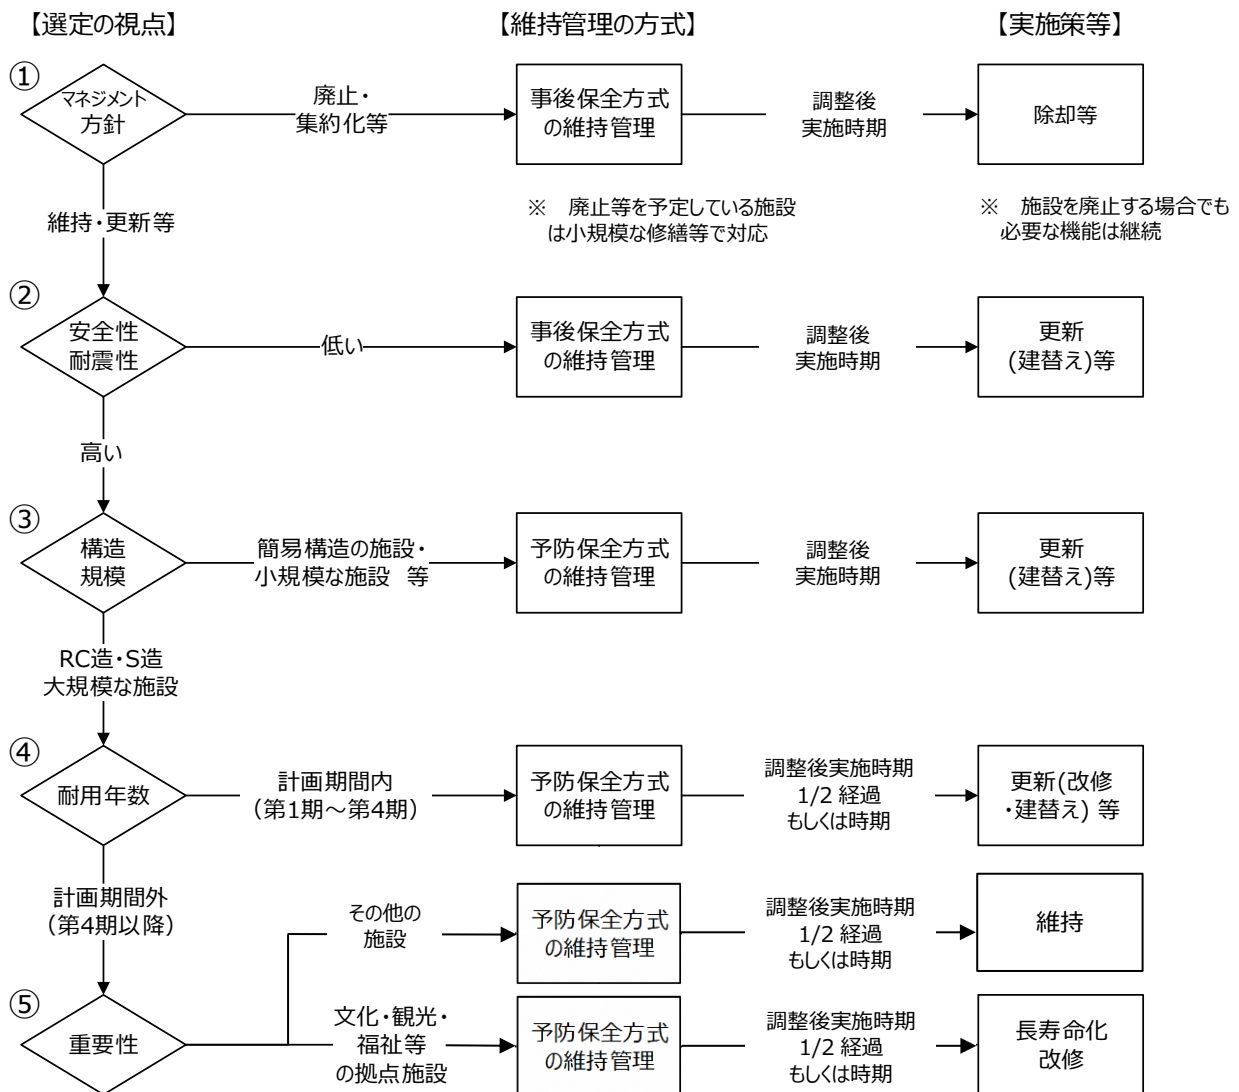 【選定の視点】
【維持管理の方式】
【実施策等】
①
マネジメント
方針
廃止・
集約化等
事後保全方式
の維持管理
調整後
実施時期
除却等
※　廃止等を予定している施設
は小規模な修繕等で対応
※　施設を廃止する場合でも
必要な機能は継続
維持・更新等
②
安全性
耐震性
低い
事後保全方式
の維持管理
調整後
実施時期
更新
(建替え)等
高い
③
構造
規模
簡易構造の施設・
小規模な施設　等
予防保全方式
の維持管理
調整後
実施時期
更新
(建替え)等
RC造・S造
大規模な施設
④
耐用年数
計画期間内
（第1期～第4期）
予防保全方式
の維持管理
調整後実施時期
1/2 経過
もしくは時期
更新(改修
・建替え) 等
計画期間外
（第4期以降）
その他の
施設
予防保全方式
の維持管理
調整後実施時期
1/2 経過
もしくは時期
維持
⑤
重要性
文化・観光・
福祉等
の拠点施設
予防保全方式
の維持管理
調整後実施時期
1/2 経過
もしくは時期
長寿命化
改修